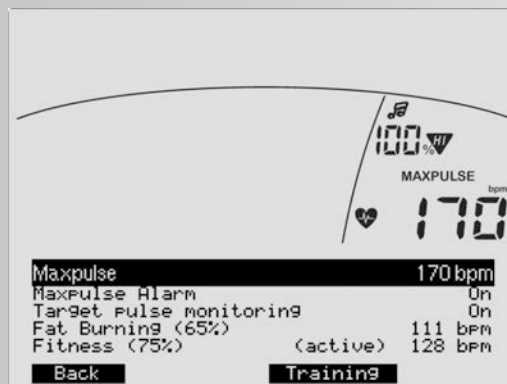 100% HI
MAXPULSE
bpm
170
Maxpulse 170 bpm
Maxpulse Alarm On
Target pulse monitoring On
Fat Burning (65%) 111 bpm
Fitness (75%) (active) 128 bpm
Back Training